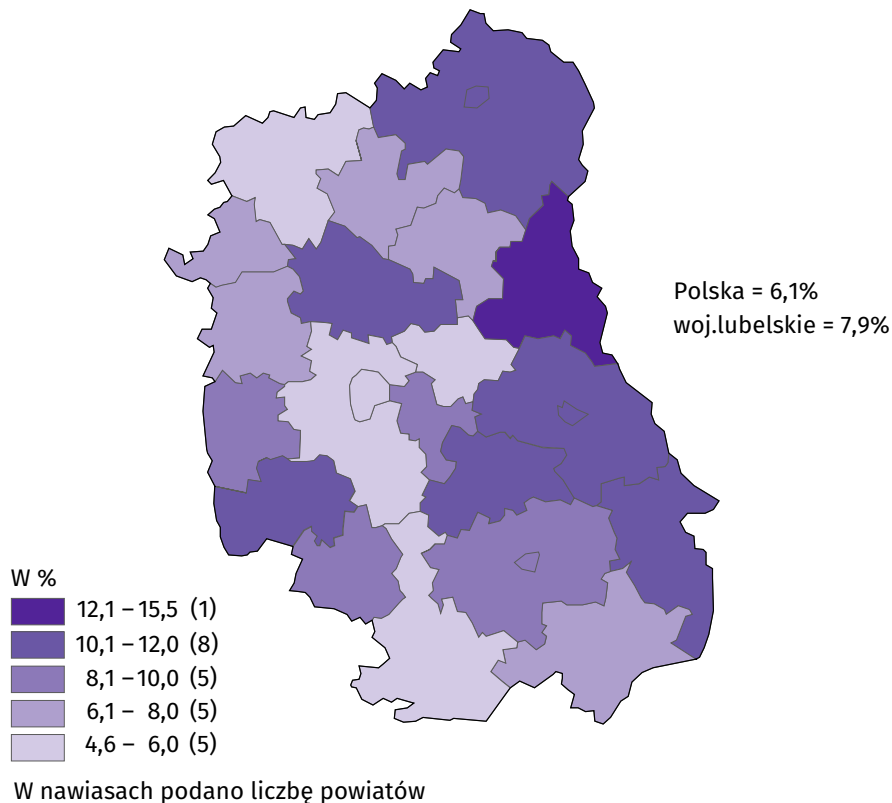 Polska = 6,1%
woj.lubelskie = 7,9%
W %
12,1 – 15,5 (1)
10,1 – 12,0 (8)
8,1 – 10,0 (5)
6,1 – 8,0 (5)
4,6 – 6,0 (5)
W nawiasach podano liczbę powiatów